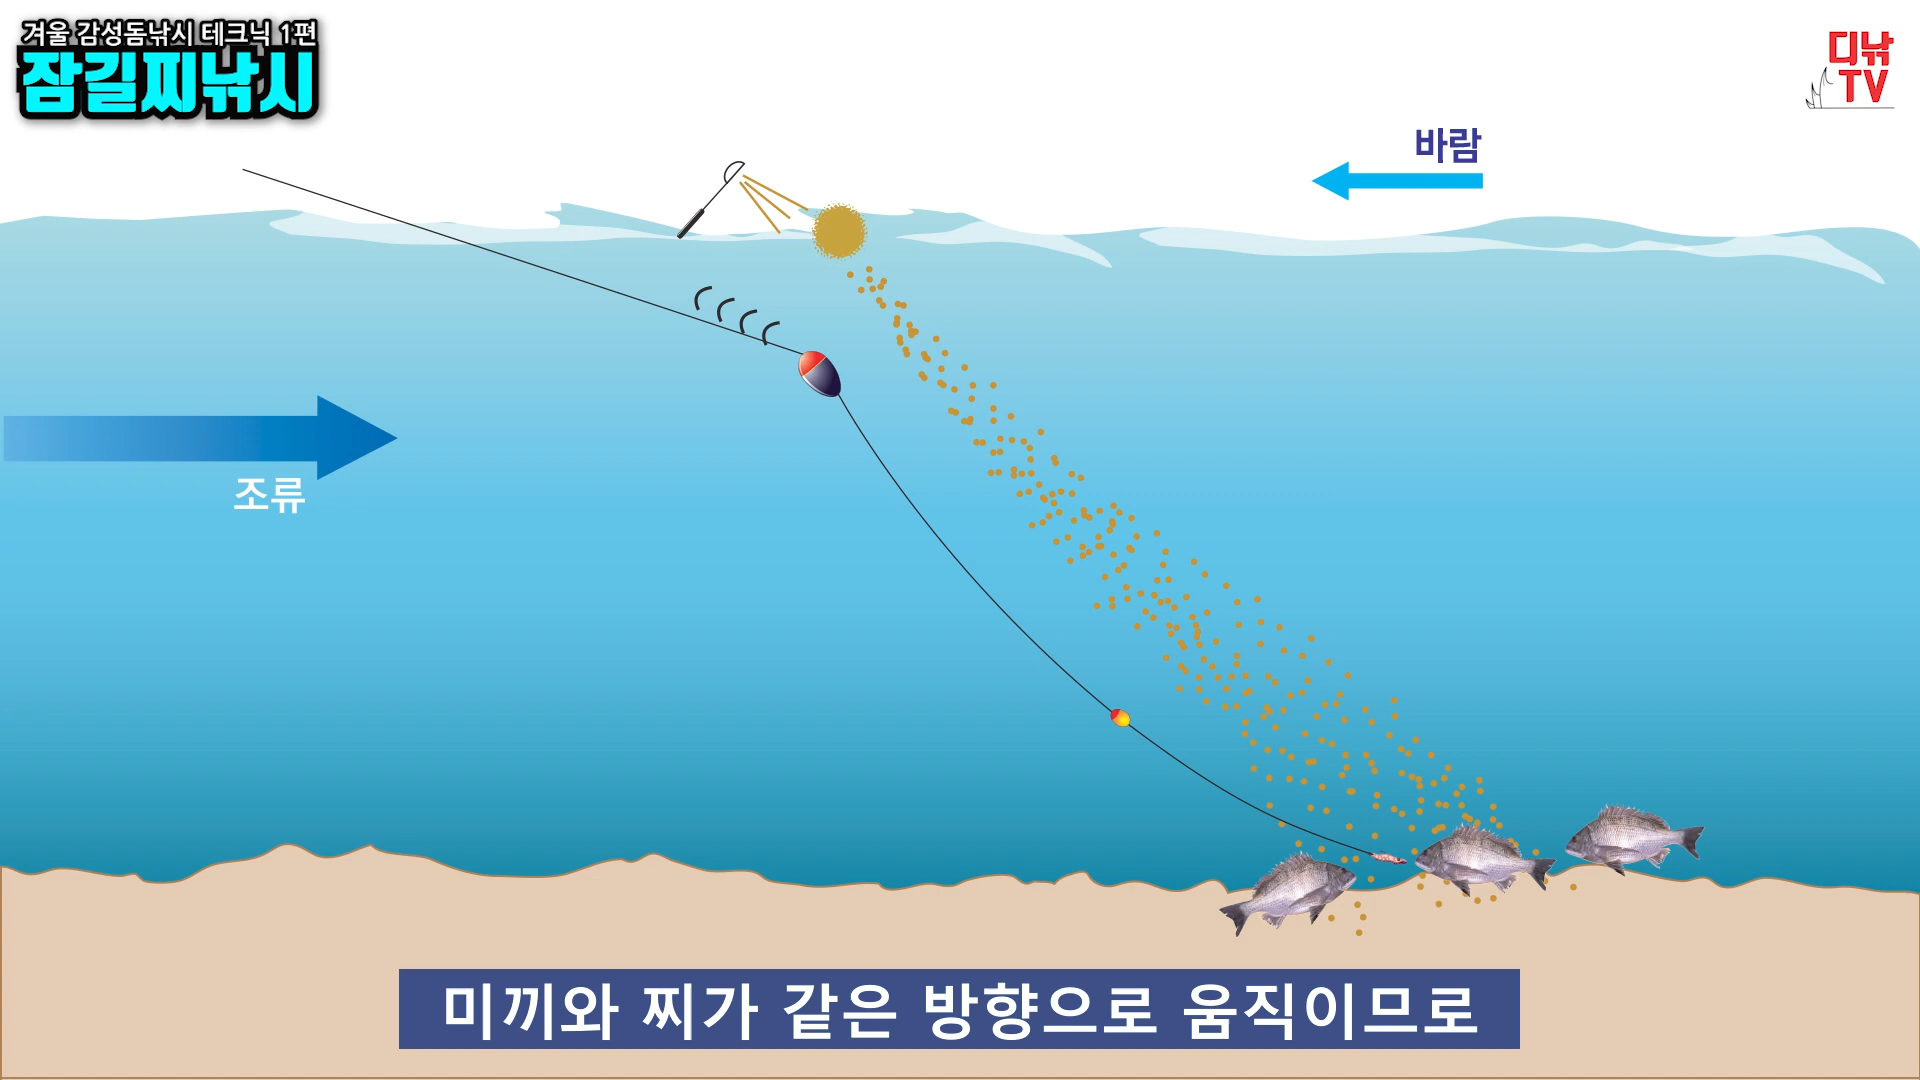 겨울 감성돔낚시 테크닉 1편
잠길찌낚시
디낚
TV
바람
조류
미끼와 찌가 같은 방향으로 움직이므로